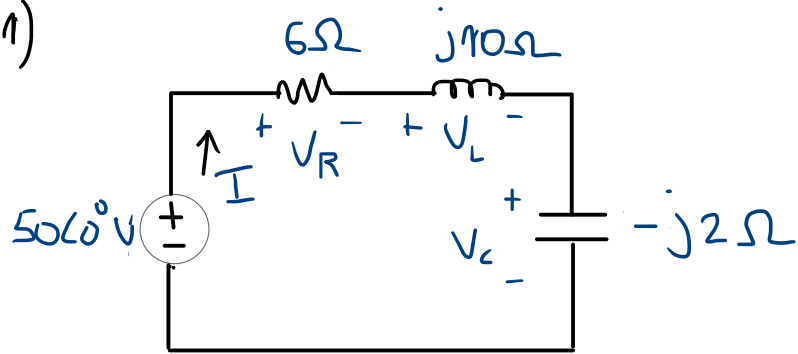 1)
6Ω
j10Ω
+ V_R - + V_L -
I
50∠0° V
+
-
+
V_C
-
-j2Ω